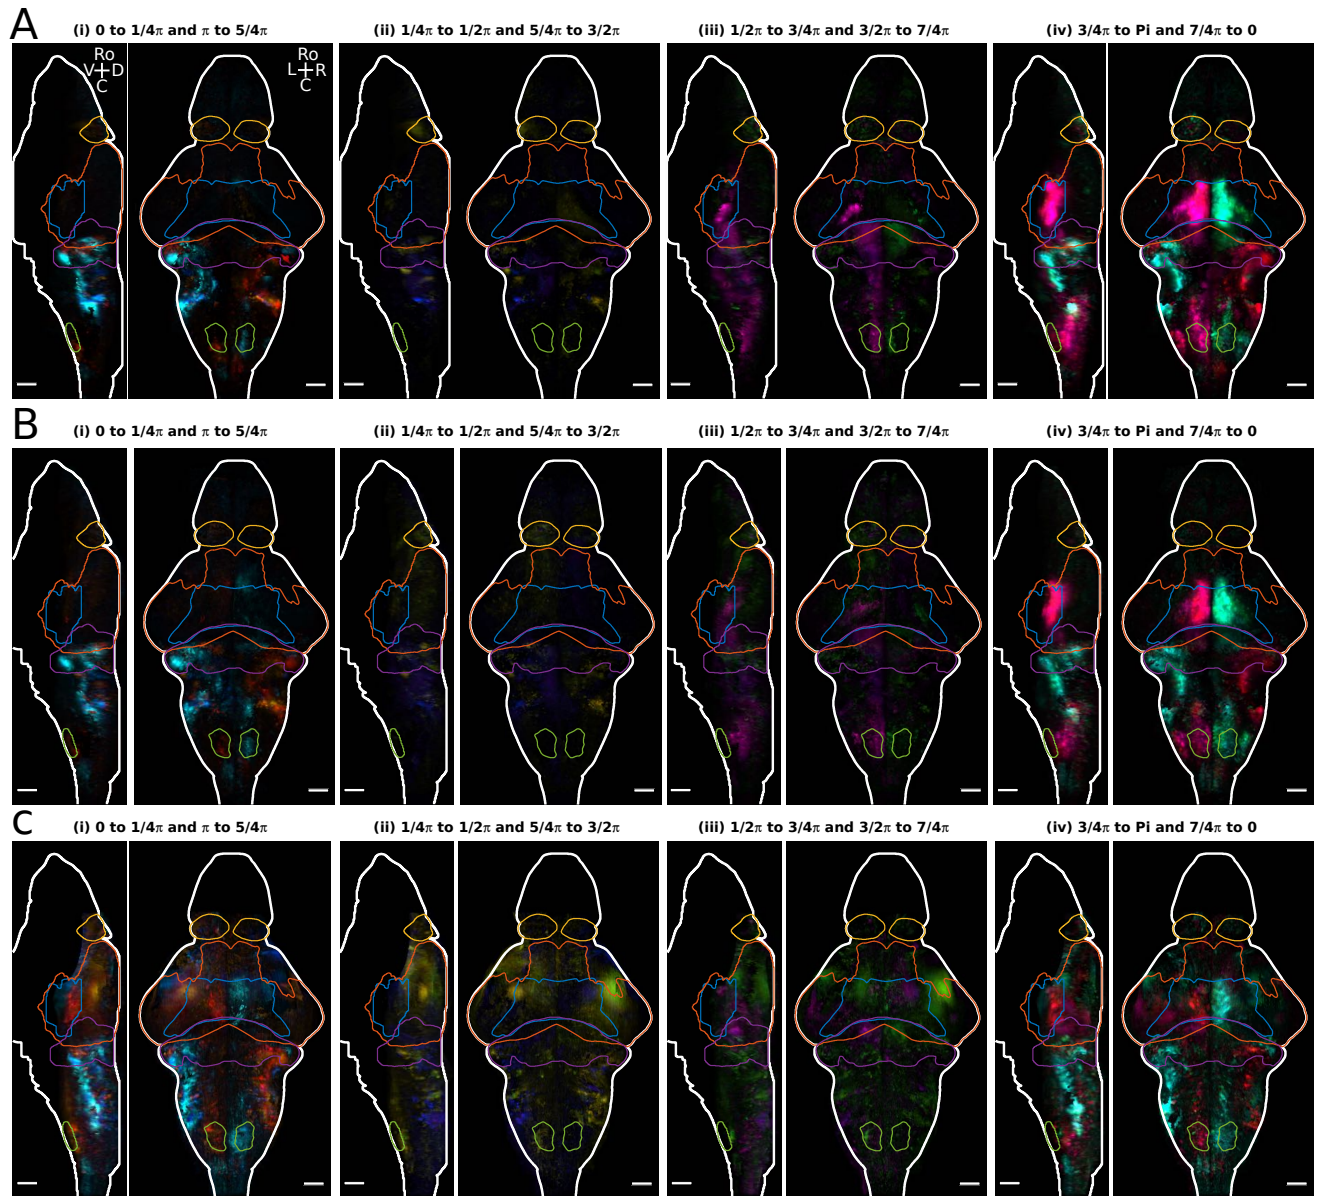 A
(i) 0 to 1/4π and π to 5/4π
(ii) 1/4π to 1/2π and 5/4π to 3/2π
(iii) 1/2π to 3/4π and 3/2π to 7/4π
(iv) 3/4π to Pi and 7/4π to 0
Ro
V D
C
Ro
L R
C
B
(i) 0 to 1/4π and π to 5/4π
(ii) 1/4π to 1/2π and 5/4π to 3/2π
(iii) 1/2π to 3/4π and 3/2π to 7/4π
(iv) 3/4π to Pi and 7/4π to 0
C
(i) 0 to 1/4π and π to 5/4π
(ii) 1/4π to 1/2π and 5/4π to 3/2π
(iii) 1/2π to 3/4π and 3/2π to 7/4π
(iv) 3/4π to Pi and 7/4π to 0